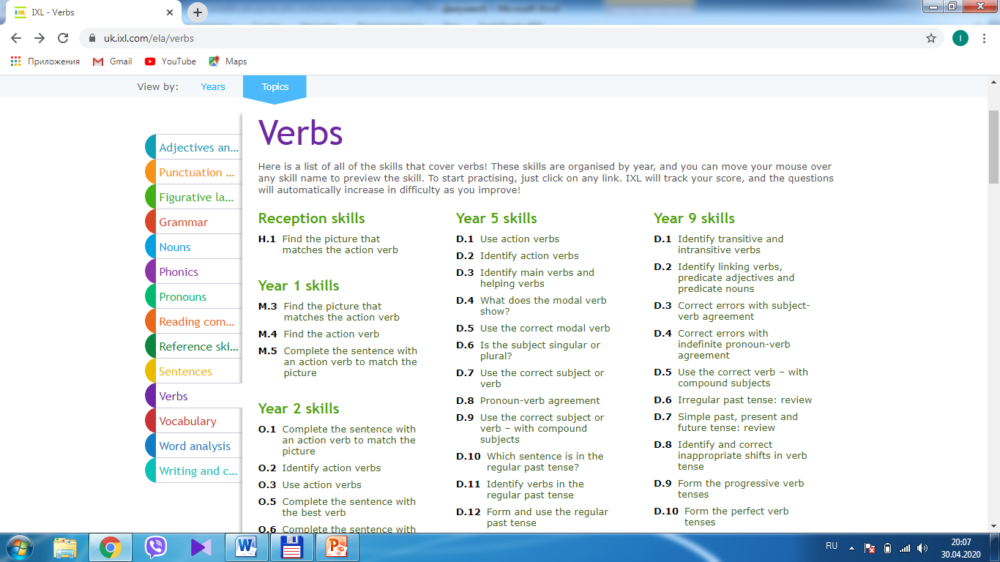 IXL - Verbs
uk.ixl.com/ela/verbs
I
Приложения
Gmail
YouTube
Maps
View by:
Years
Topics
Adjectives an...
Punctuation ...
Figurative la...
Grammar
Nouns
Phonics
Pronouns
Reading com...
Reference ski...
Sentences
Verbs
Vocabulary
Word analysis
Writing and c...
Verbs
Here is a list of all of the skills that cover verbs! These skills are organised by year, and you can move your mouse over
any skill name to preview the skill. To start practising, just click on any link. IXL will track your score, and the questions
will automatically increase in difficulty as you improve!
Reception skills
H.1 Find the picture that
matches the action verb
Year 1 skills
M.3 Find the picture that
matches the action verb
M.4 Find the action verb
M.5 Complete the sentence with
an action verb to match the
picture
Year 2 skills
O.1 Complete the sentence with
an action verb to match the
picture
O.2 Identify action verbs
O.3 Use action verbs
O.5 Complete the sentence with
the best verb
O.6 Complete the sentence with
Year 5 skills
D.1 Use action verbs
D.2 Identify action verbs
D.3 Identify main verbs and
helping verbs
D.4 What does the modal verb
show?
D.5 Use the correct modal verb
D.6 Is the subject singular or
plural?
D.7 Use the correct subject or
verb
D.8 Pronoun-verb agreement
D.9 Use the correct subject or
verb – with compound
subjects
D.10 Which sentence is in the
regular past tense?
D.11 Identify verbs in the
regular past tense
D.12 Form and use the regular
past tense
Year 9 skills
D.1 Identify transitive and
intransitive verbs
D.2 Identify linking verbs,
predicate adjectives and
predicate nouns
D.3 Correct errors with subject-
verb agreement
D.4 Correct errors with
indefinite pronoun-verb
agreement
D.5 Use the correct verb – with
compound subjects
D.6 Irregular past tense: review
D.7 Simple past, present and
future tense: review
D.8 Identify and correct
inappropriate shifts in verb
tense
D.9 Form the progressive verb
tenses
D.10 Form the perfect verb
tenses
RU
20:07
30.04.2020